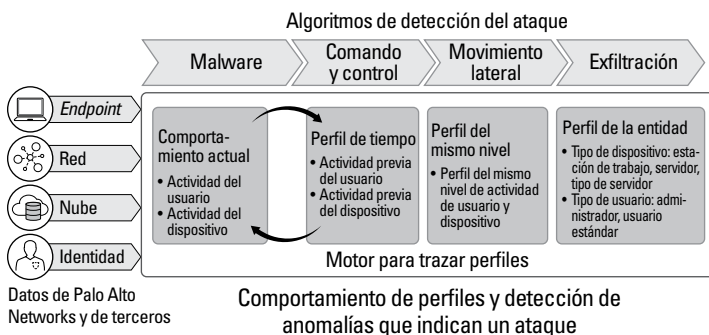 Algoritmos de detección del ataque
Malware
Comando
y control
Movimiento
lateral
Exfiltración
Endpoint
Red
Nube
Identidad
Datos de Palo Alto
Networks y de terceros
Comporta-
miento actual
• Actividad del
usuario
• Actividad del
dispositivo
Perfil de tiempo
• Actividad previa
del usuario
• Actividad previa
del dispositivo
Perfil del
mismo nivel
• Perfil del mismo
nivel de actividad
de usuario y
dispositivo
Perfil de la entidad
• Tipo de dispositivo: esta-
ción de trabajo, servidor,
tipo de servidor
• Tipo de usuario: admi-
nistrador, usuario
estándar
Motor para trazar perfiles
Comportamiento de perfiles y detección de
anomalías que indican un ataque